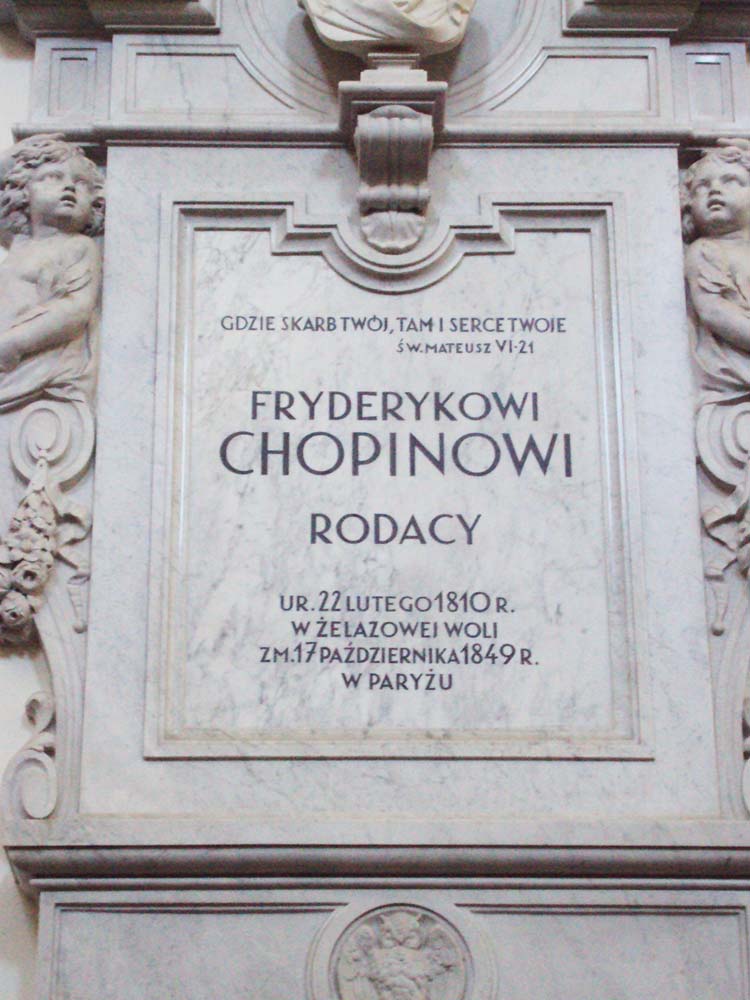 GDZIE SKARB TWÓJ, TAM I SERCE TWOIE
ŚW. MATEUSZ VI·21
FRYDERYKOWI
CHOPINOWI
RODACY
UR. 22 LUTEGO 1810 R.
W ŻELAZOWEJ WOLI
ZM. 17 PAŹDZIERNIKA 1849 R.
W PARYŻU